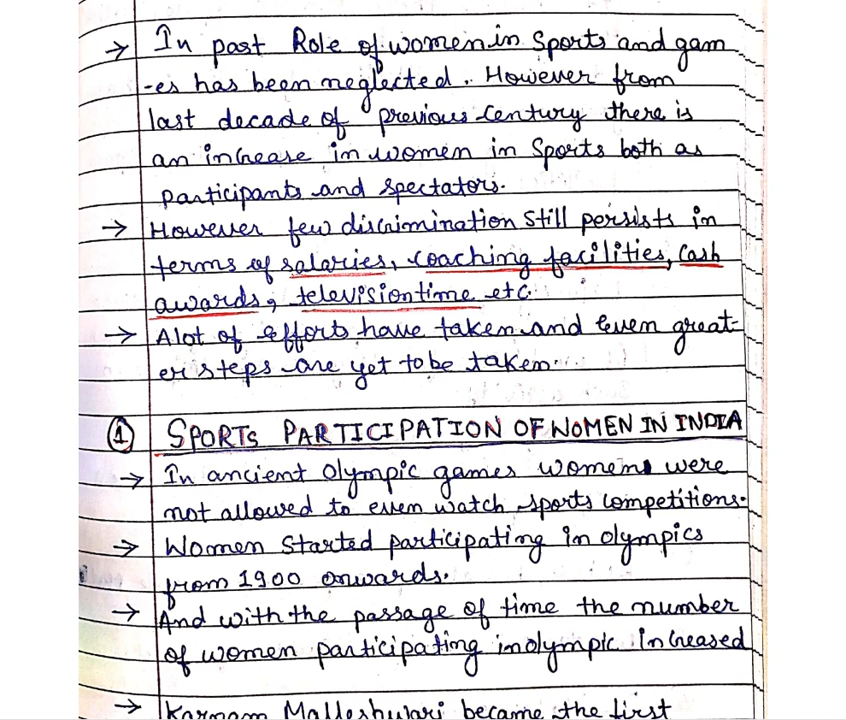 → In past Role of women in Sports and gam
-es has been neglected. However from
last decade of previous century there is
an increase in women in Sports both as
participants and spectators.
→ However few discrimination still persists in
terms of salaries, coaching facilities, cash
awards, television time etc.
→ Alot of efforts have taken and even great-
er steps are yet to be taken.
① SPORTS PARTICIPATION OF WOMEN IN INDIA
→ In ancient Olympic games women were
not allowed to even watch sports competitions.
→ Women Started participating in olympics
from 1900 onwards.
→ And with the passage of time the number
of women participating in olympic increased
→ Karnam Malleshwari became the first